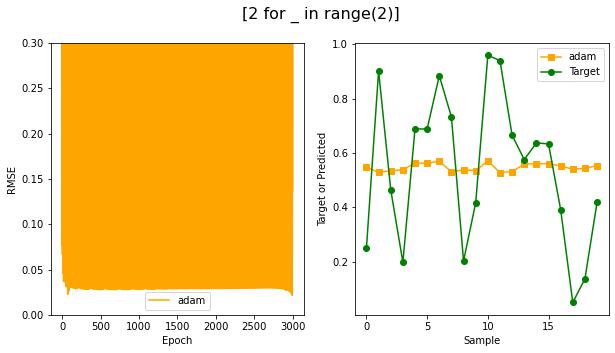 [2 for _ in range(2)]
RMSE
0.30
0.25
0.20
0.15
0.10
0.05
0.00
0 500 1000 1500 2000 2500 3000
Epoch
adam
Target or Predicted
1.0
0.8
0.6
0.4
0.2
0 5 10 15
Sample
adam
Target